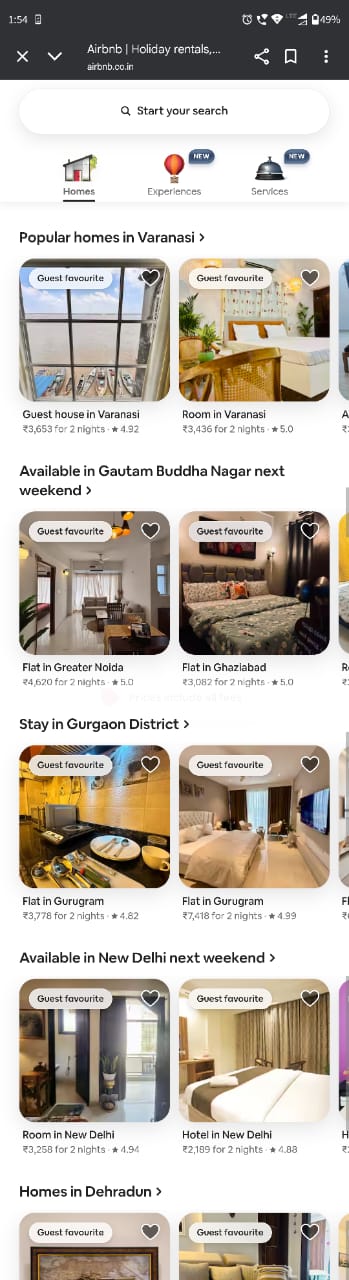 1:54
LTE
49%
Airbnb | Holiday rentals,...
airbnb.co.in
Start your search
NEW
NEW
Homes
Experiences
Services
Popular homes in Varanasi >
Guest favourite
Guest favourite
Guest house in Varanasi
Room in Varanasi
A
₹3,653 for 2 nights · ★ 4.92
₹3,436 for 2 nights · ★ 5.0
₹
Available in Gautam Buddha Nagar next
weekend >
Guest favourite
Guest favourite
Flat in Greater Noida
Flat in Ghaziabad
₹4,620 for 2 nights · ★ 5.0
₹3,082 for 2 nights · ★ 5.0
Prices include all fees
Stay in Gurgaon District >
Guest favourite
Guest favourite
Flat in Gurugram
Flat in Gurugram
₹3,778 for 2 nights · ★ 4.82
₹7,418 for 2 nights · ★ 4.99
Available in New Delhi next weekend >
Guest favourite
Guest favourite
Room in New Delhi
Hotel in New Delhi
H
₹3,258 for 2 nights · ★ 4.94
₹2,189 for 2 nights · ★ 4.88
Homes in Dehradun >
Guest favourite
Guest favourite